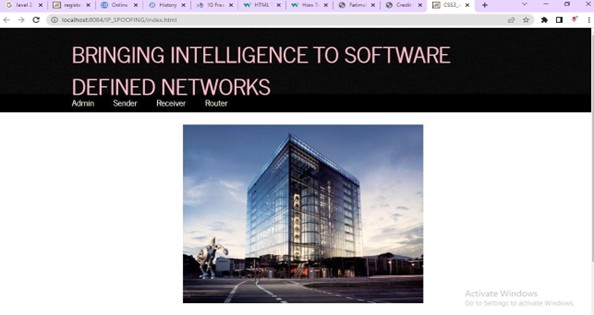 level 2
registe
Online
History
10 Free
HTML
How T
Fatima
Credit
CSS3_
localhost:8084/IP_SPOOFING/index.html
BRINGING INTELLIGENCE TO SOFTWARE
DEFINED NETWORKS
Admin Sender Receiver Router
Activate Windows
Go to Settings to activate Windows.